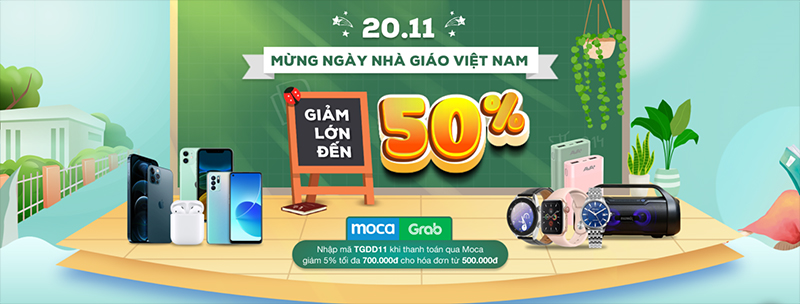 20.11
MỪNG NGÀY NHÀ GIÁO VIỆT NAM
GIẢM
LỚN
ĐẾN
50%
moca Grab
Nhập mã TGDD11 khi thanh toán qua Moca
giảm 5% tối đa 700.000đ cho hóa đơn từ 500.000đ